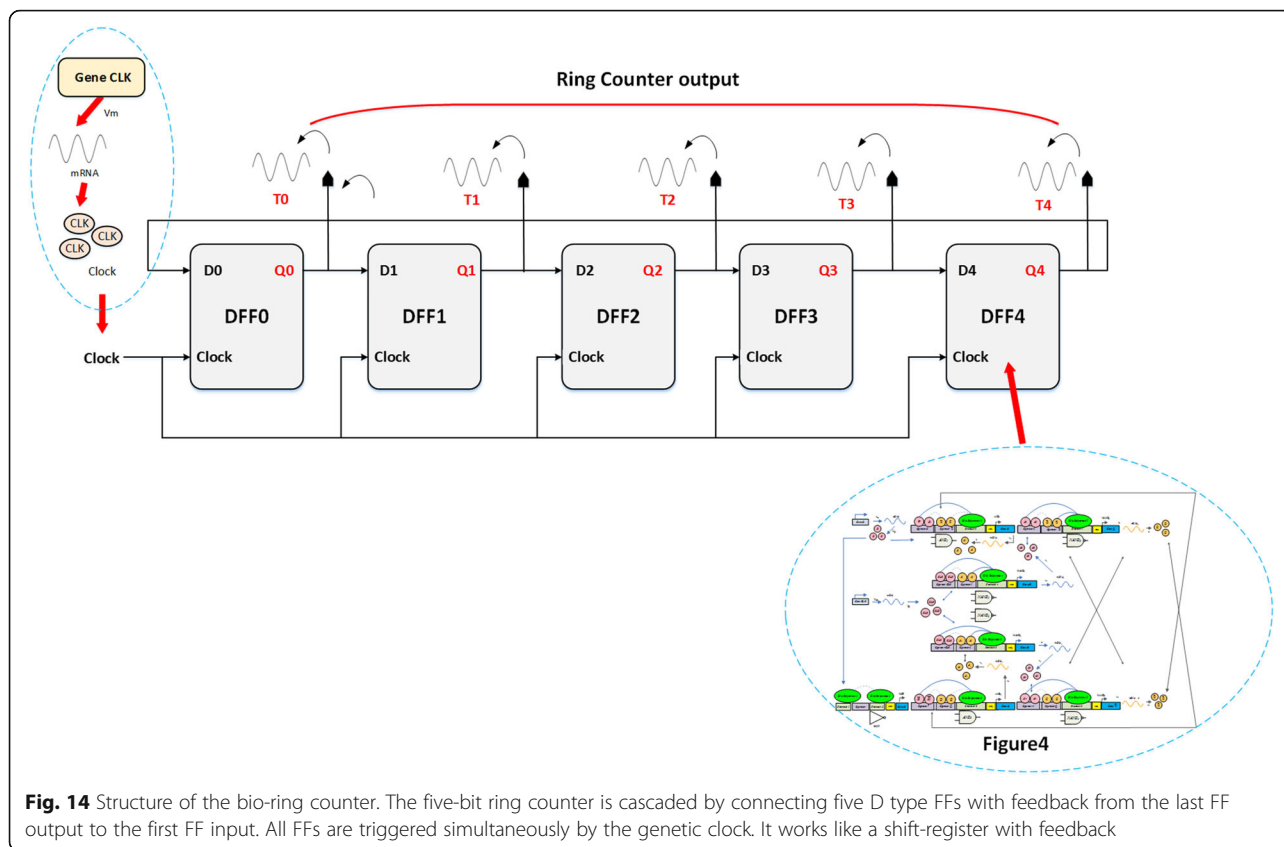 Gene CLK
Vm
mRNA
CLK
CLK
CLK
Clock
Clock
Ring Counter output
T0
T1
T2
T3
T4
D0 Q0
DFF0
Clock
D1 Q1
DFF1
Clock
D2 Q2
DFF2
Clock
D3 Q3
DFF3
Clock
D4 Q4
DFF4
Clock
Figure4
Fig. 14 Structure of the bio-ring counter. The five-bit ring counter is cascaded by connecting five D type FFs with feedback from the last FF
output to the first FF input. All FFs are triggered simultaneously by the genetic clock. It works like a shift-register with feedback